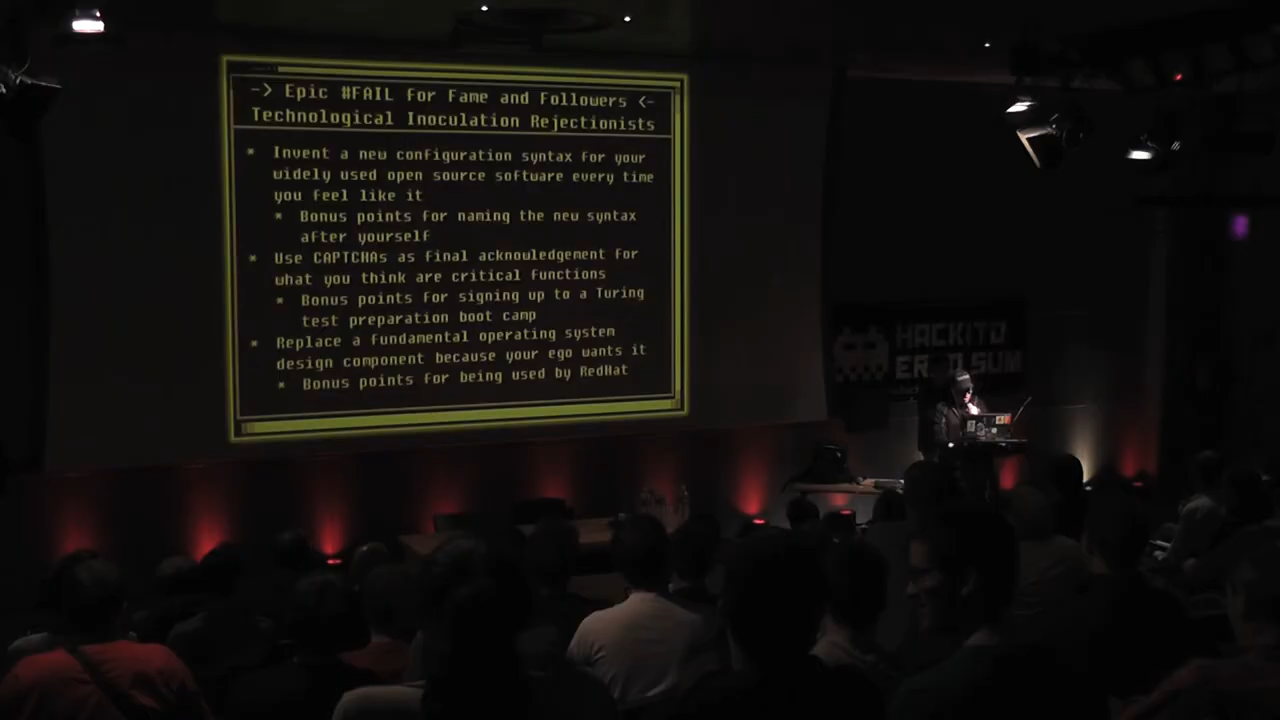 -> Epic #FAIL for Fame and Followers <-
Technological Inoculation Rejectionists
* Invent a new configuration syntax for your
widely used open source software every time
you feel like it
* Bonus points for naming the new syntax
after yourself
* Use CAPTCHAs as final acknowledgement for
what you think are critical functions
* Bonus points for signing up to a Turing
test preparation boot camp
* Replace a fundamental operating system
design component because your ego wants it
* Bonus points for being used by RedHat
HACKITO